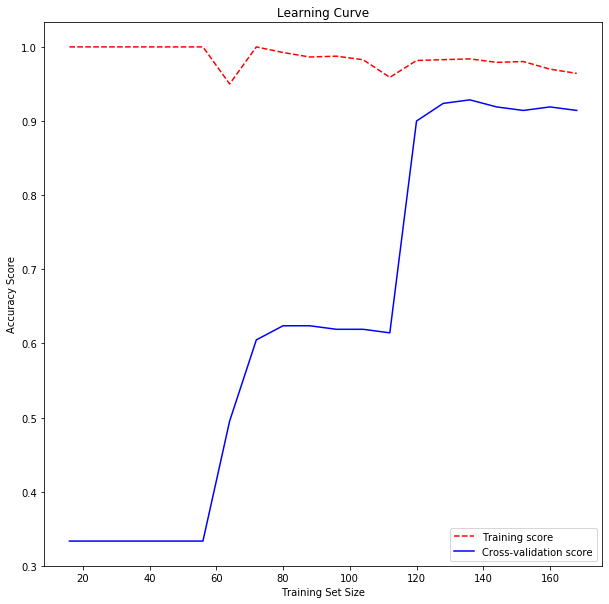 Learning Curve
Accuracy Score
1.0
0.9
0.8
0.7
0.6
0.5
0.4
0.3
20 40 60 80 100 120 140 160
Training Set Size
Training score
Cross-validation score